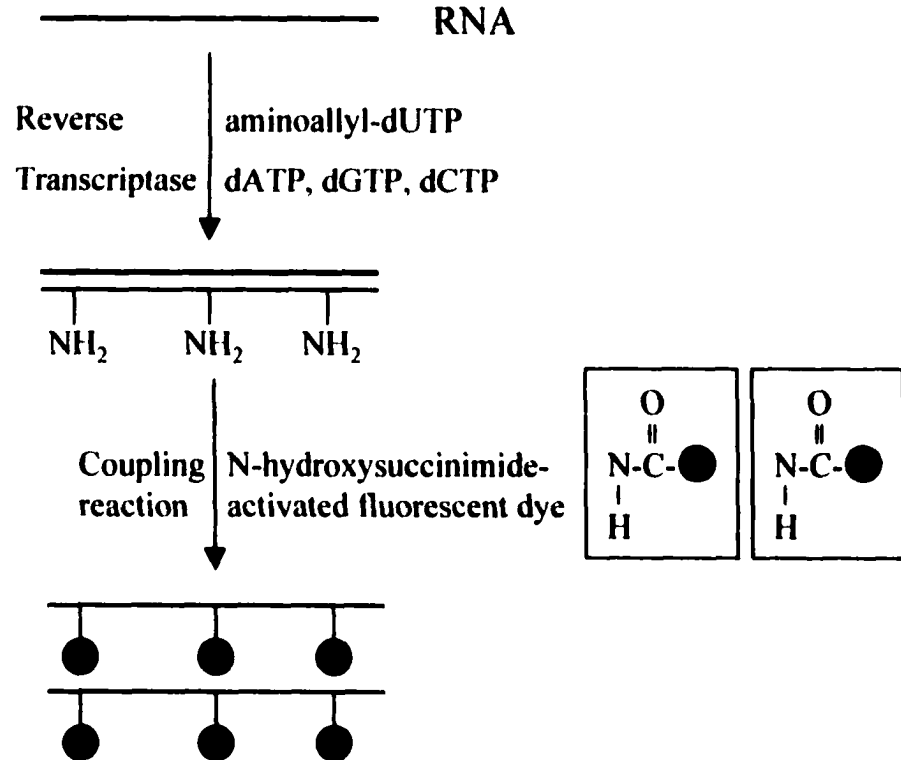 RNA
Reverse
aminoallyl-dUTP
Transcriptase
dATP, dGTP, dCTP
NH₂ NH₂ NH₂
Coupling
N-hydroxysuccinimide-
reaction
activated fluorescent dye
O
N-C-
H
O
N-C-
H